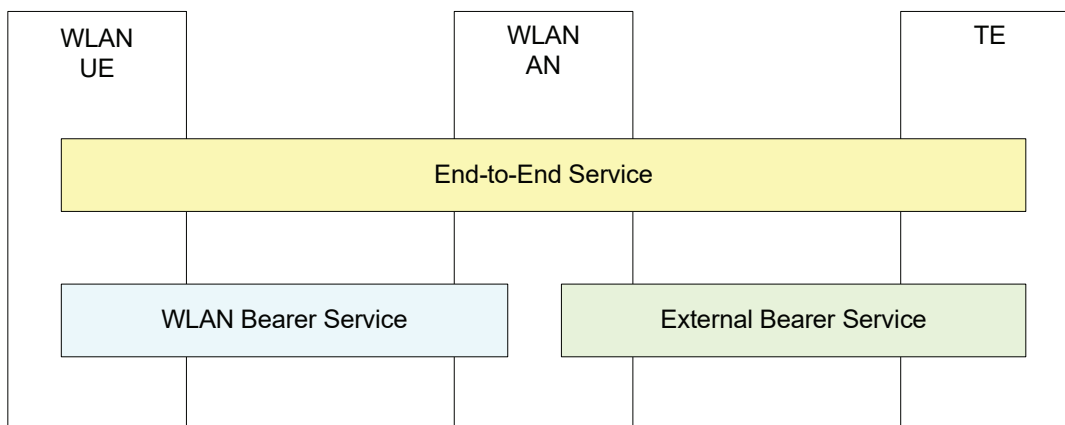 WLAN
UE
WLAN
AN
TE
End-to-End Service
WLAN Bearer Service
External Bearer Service